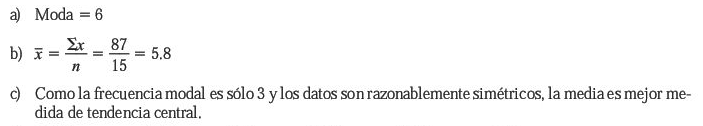 a) Moda = 6
b) x̄ = Σx/n = 87/15 = 5.8
c) Como la frecuencia modal es sólo 3 y los datos son razonablemente simétricos, la media es mejor me-
dida de tendencia central.